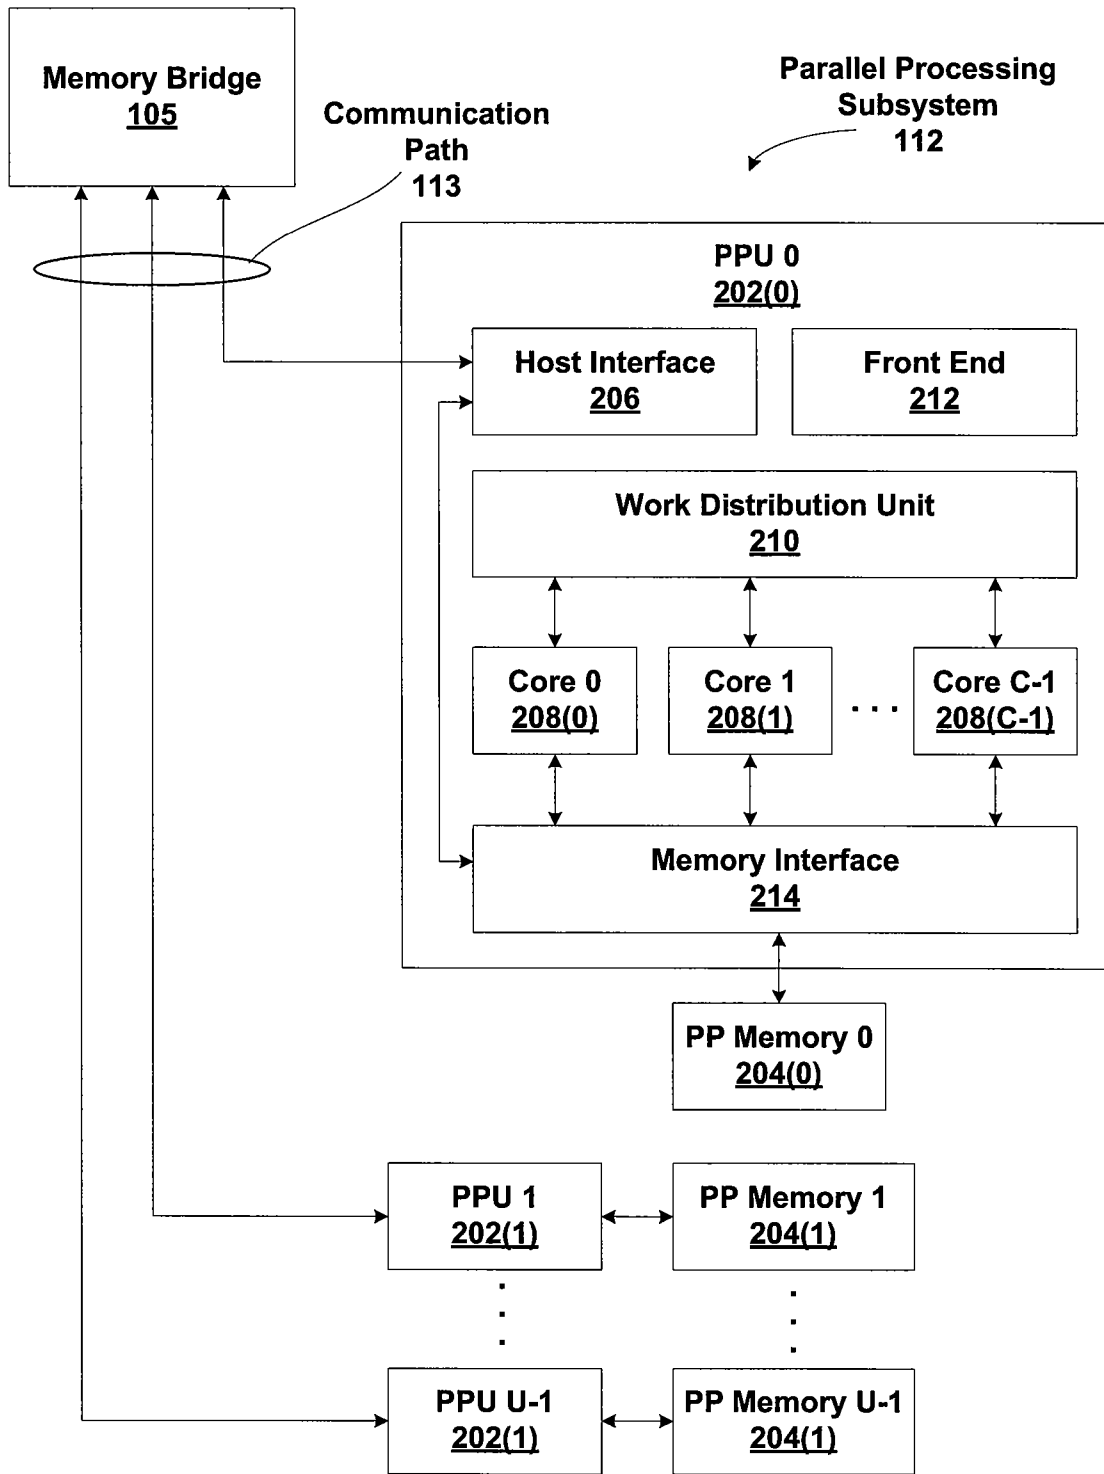 Memory Bridge
105
Communication
Path
113
Parallel Processing
Subsystem
112
PPU 0
202(0)
Host Interface
206
Front End
212
Work Distribution Unit
210
Core 0
208(0)
Core 1
208(1)
. . .
Core C-1
208(C-1)
Memory Interface
214
PP Memory 0
204(0)
PPU 1
202(1)
PP Memory 1
204(1)
PPU U-1
202(1)
PP Memory U-1
204(1)